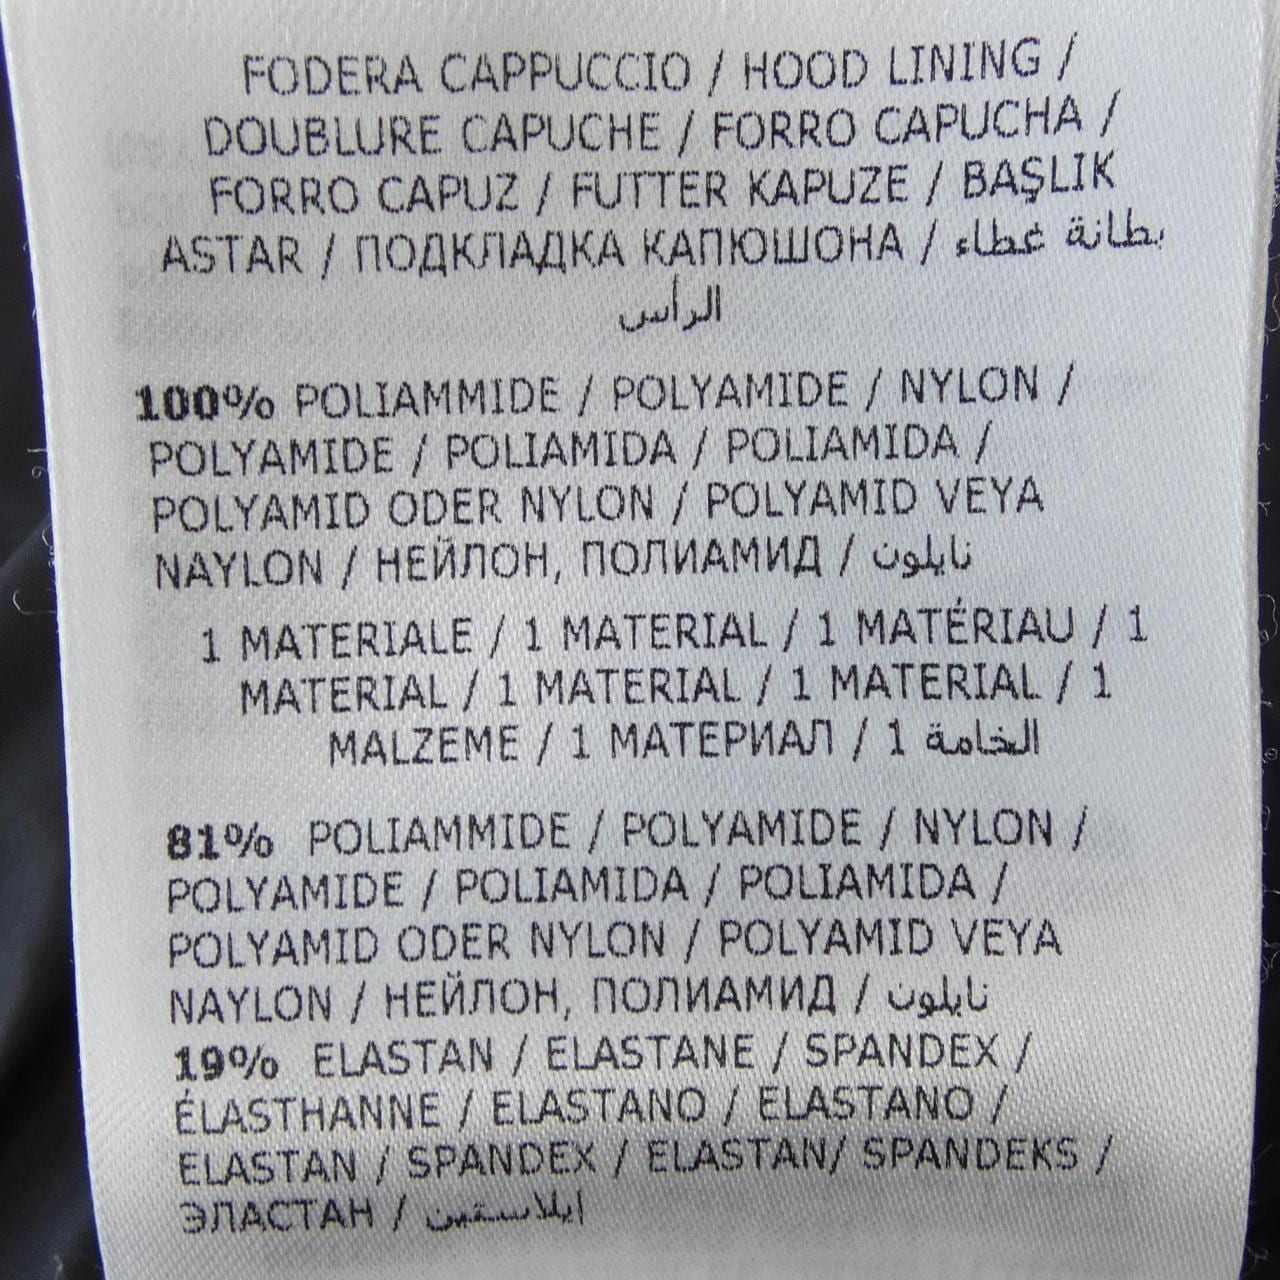 FODERA CAPPUCCIO / HOOD LINING /
DOUBLURE CAPUCHE / FORRO CAPUCHA /
FORRO CAPUZ / FUTTER KAPUZE / BAŞLIK
ASTAR / ПОДКЛАДКА КАПЮШОНА / بطانة غطاء
الرأس
100% POLIAMMIDE / POLYAMIDE / NYLON /
POLYAMIDE / POLIAMIDA / POLIAMIDA /
POLYAMID ODER NYLON / POLYAMID VEYA
NAYLON / НЕЙЛОН, ПОЛИАМИД / نايلون
1 MATERIALE / 1 MATERIAL / 1 MATÉRIAU / 1
MATERIAL / 1 MATERIAL / 1 MATERIAL / 1
MALZEME / 1 МАТЕРИАЛ / 1 الخامة
81% POLIAMMIDE / POLYAMIDE / NYLON /
POLYAMIDE / POLIAMIDA / POLIAMIDA /
POLYAMID ODER NYLON / POLYAMID VEYA
NAYLON / НЕЙЛОН, ПОЛИАМИД / نايلون
19% ELASTAN / ELASTANE / SPANDEX /
ÉLASTHANNE / ELASTANO / ELASTANO /
ELASTAN / SPANDEX / ELASTAN/ SPANDEKS /
ЭЛАСТАН / ايلاستين